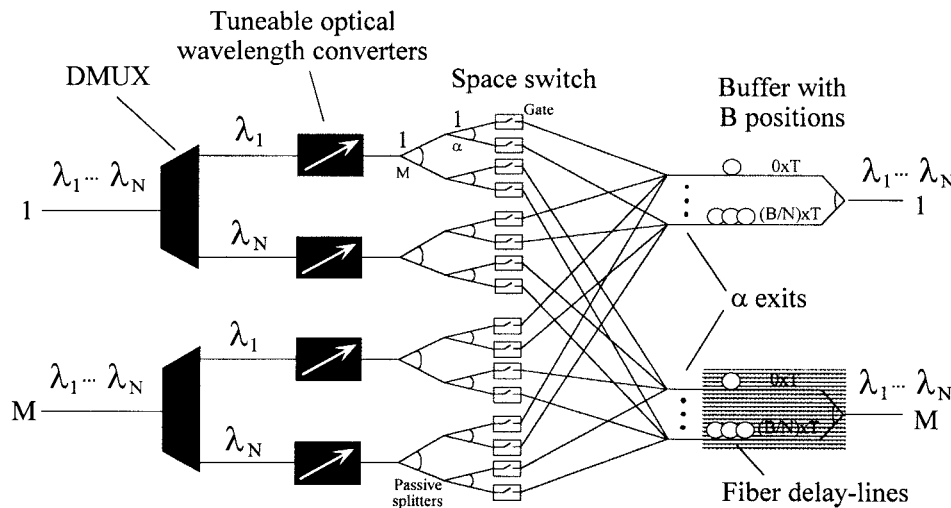 Tuneable optical
wavelength converters
DMUX
Space switch
Buffer with
B positions
Gate
λ1 ... λN
1
λ1
1
M
1
α
0xT
(B/N)xT
λ1 ... λN
1
λN
α exits
λ1 ... λN
M
λ1
0xT
(B/N)xT
λ1 ... λN
M
λN
Passive
splitters
Fiber delay-lines